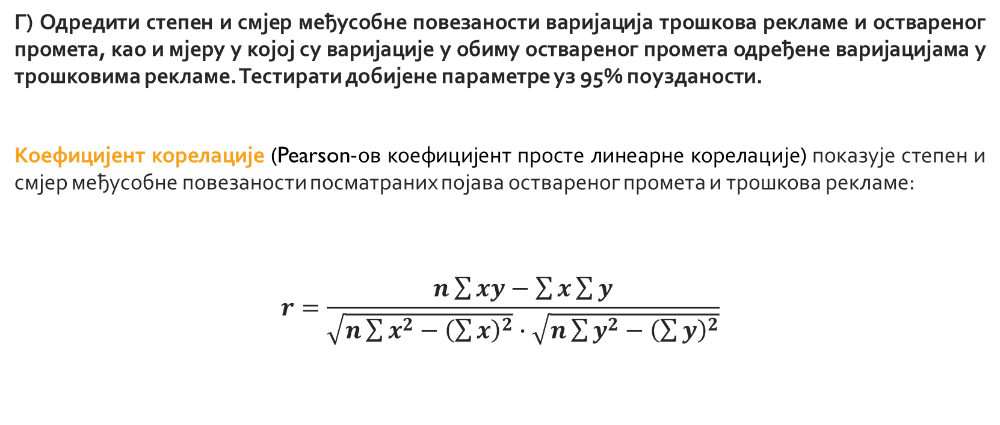 Г) Одредити степен и смјер међусобне повезаности варијација трошкова рекламе и оствареног
промета, као и мјеру у којој су варијације у обиму оствареног промета одређене варијацијама у
трошковима рекламе. Тестирати добијене параметре уз 95% поузданости.
Коефицијент корелације (Pearson-ов коефицијент просте линеарне корелације) показује степен и
смјер међусобне повезаности посматраних појава оствареног промета и трошкова рекламе:
r = (n∑xy − ∑x∑y) / (√(n∑x² − (∑x)²) · √(n∑y² − (∑y)²))